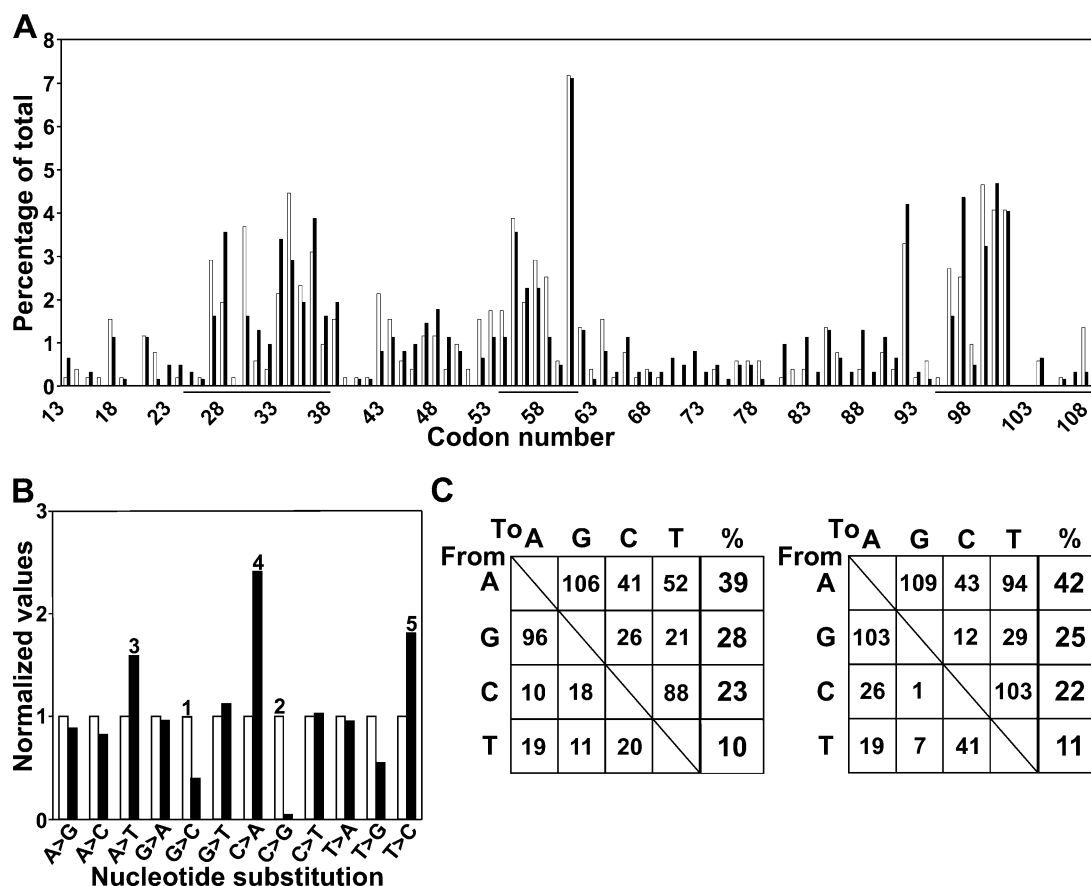 A
8
7
6
5
4
3
2
1
0
Percentage of total
13 18 23 28 33 38 43 48 53 58 63 68 73 78 83 88 93 98 103 108
Codon number
B
3
2
1
0
Normalized values
1 2 3 4 5
A>G A>C A>T G>A G>C G>T C>A C>G C>T T>A T>G T>C
Nucleotide substitution
C
To A G C T %
From
A 106 41 52 39
G 96 26 21 28
C 10 18 88 23
T 19 11 20 10
To A G C T %
From
A 109 43 94 42
G 103 12 29 25
C 26 1 103 22
T 19 7 41 11